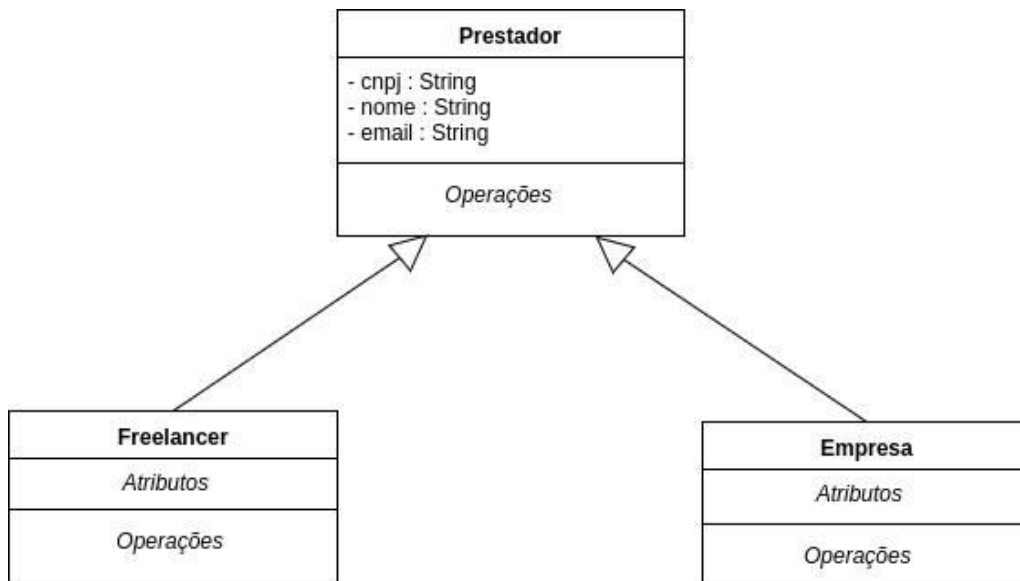 Prestador
- cnpj : String
- nome : String
- email : String
Operações
Freelancer
Atributos
Operações
Empresa
Atributos
Operações